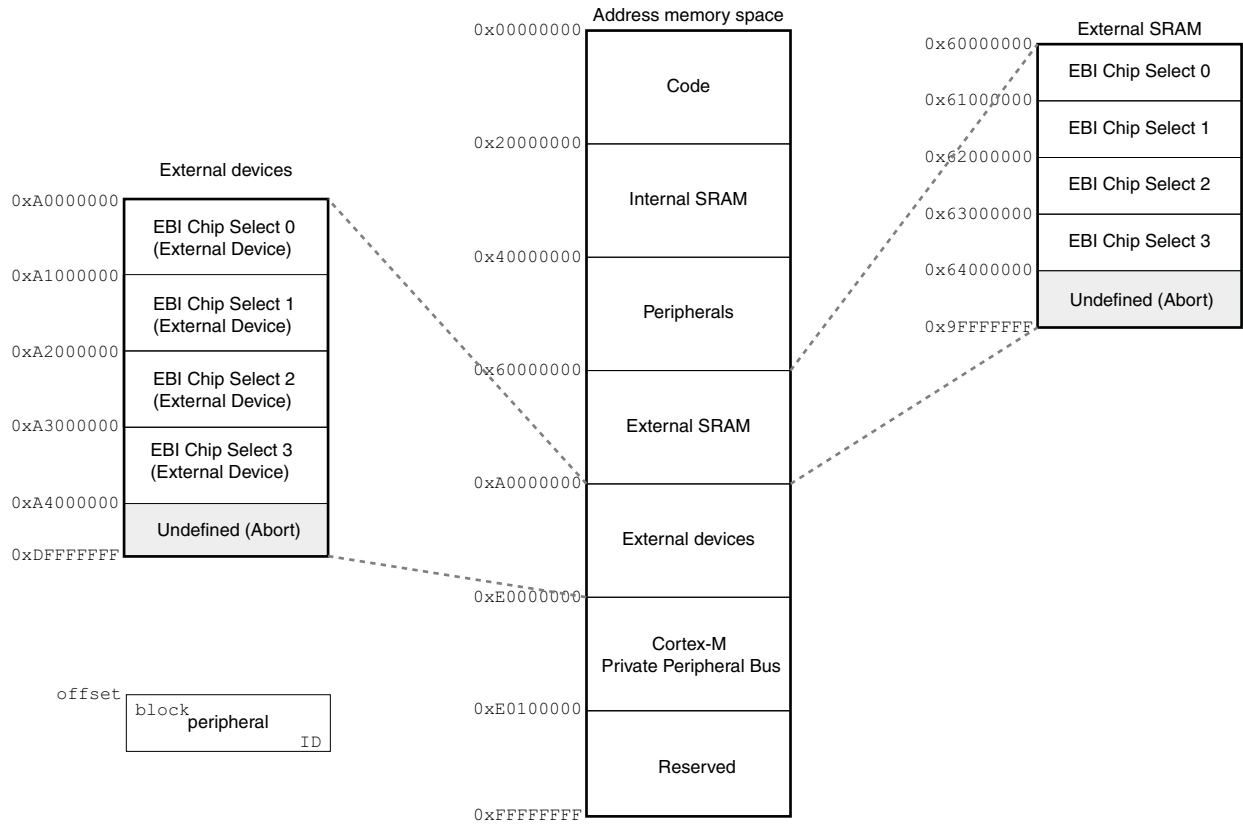 Address memory space
0x00000000
Code
0x20000000
Internal SRAM
0x40000000
Peripherals
0x60000000
External SRAM
0xA0000000
External devices
0xE0000000
Cortex-M
Private Peripheral Bus
0xE0100000
Reserved
0xFFFFFFFF
External SRAM
0x60000000
EBI Chip Select 0
0x61000000
EBI Chip Select 1
0x62000000
EBI Chip Select 2
0x63000000
EBI Chip Select 3
0x64000000
Undefined (Abort)
0x9FFFFFFF
External devices
0xA0000000
EBI Chip Select 0
(External Device)
0xA1000000
EBI Chip Select 1
(External Device)
0xA2000000
EBI Chip Select 2
(External Device)
0xA3000000
EBI Chip Select 3
(External Device)
0xA4000000
Undefined (Abort)
0xDFFFFFFF
offset
block
peripheral
ID